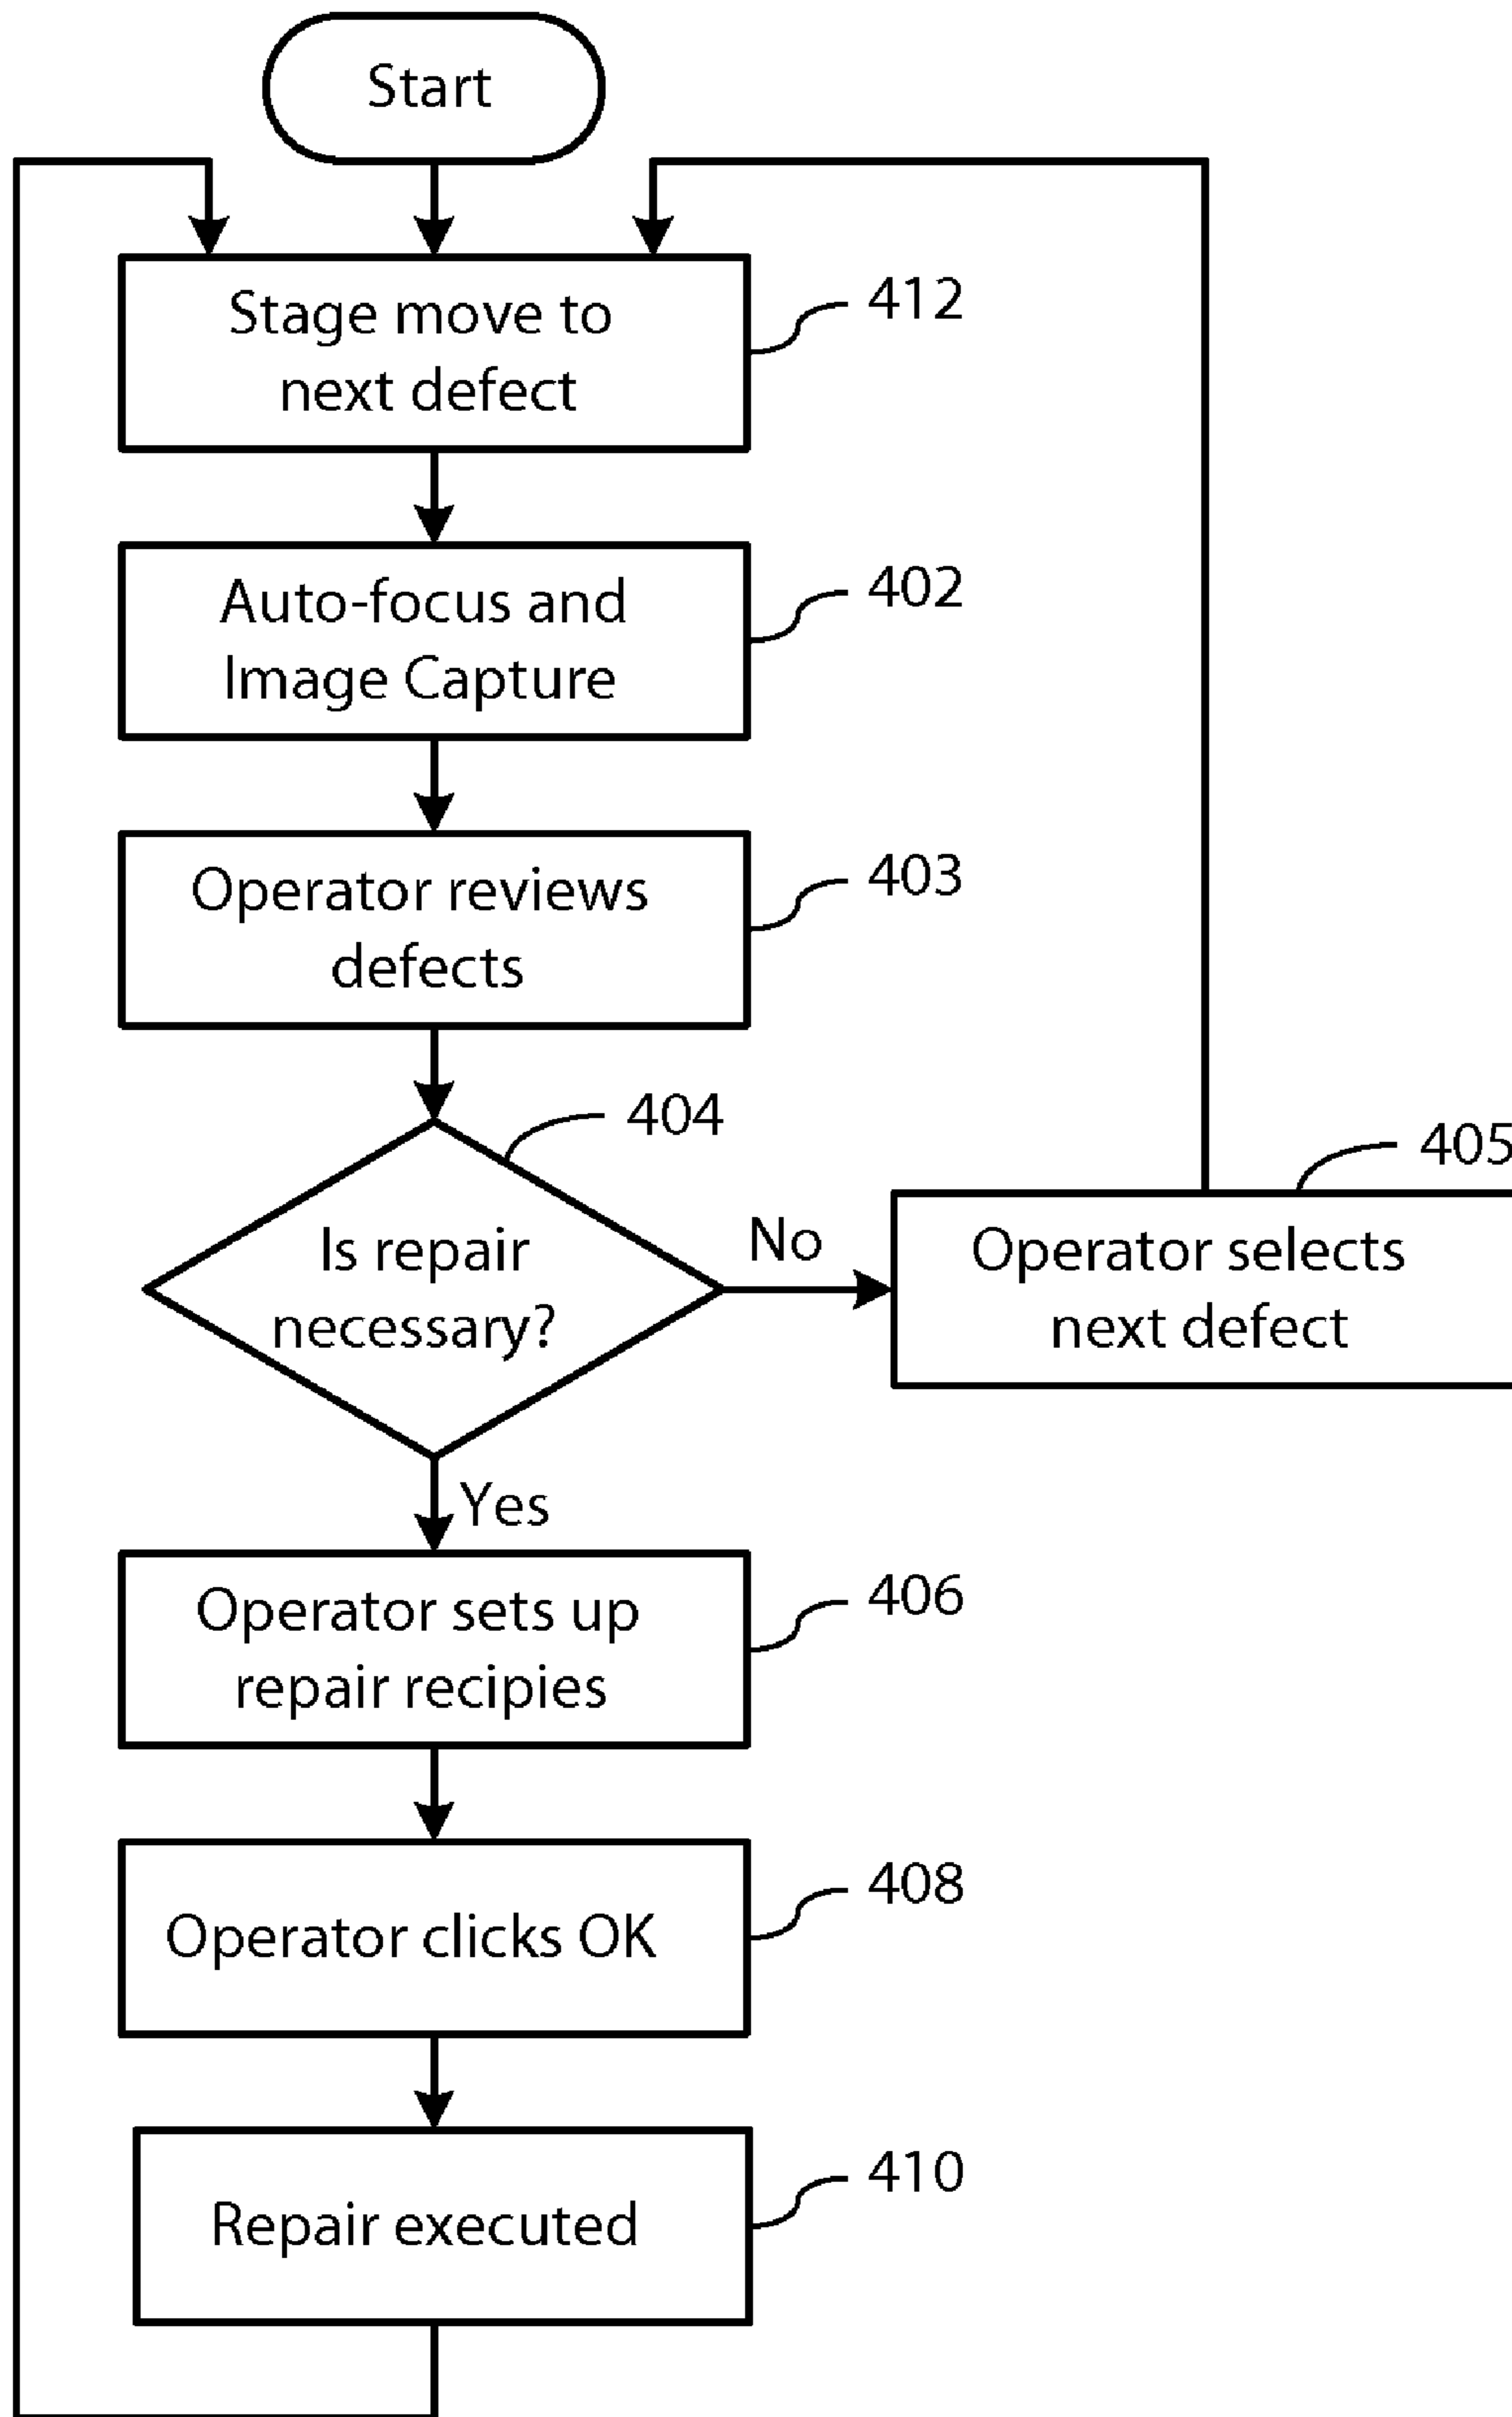 Start
Stage move to
next defect
412
Auto-focus and
Image Capture
402
Operator reviews
defects
403
404
Is repair
necessary?
No
405
Operator selects
next defect
Yes
Operator sets up
repair recipies
406
Operator clicks OK
408
Repair executed
410